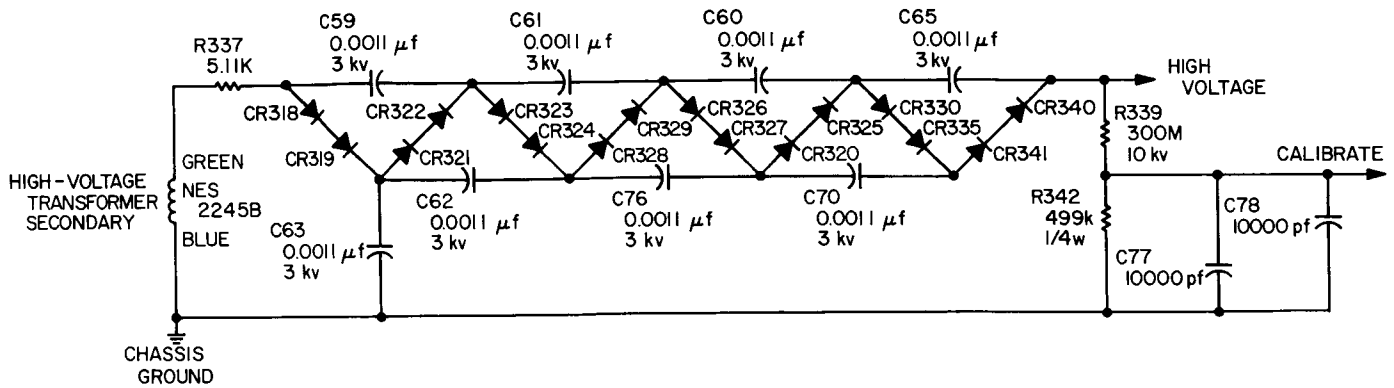 C59
0.0011 μf
3 kv
C61
0.0011 μf
3 kv
C60
0.0011 μf
3 kv
C65
0.0011 μf
3 kv
R337
5.11K
HIGH
VOLTAGE
CR318
CR319
CR322
CR321
CR323
CR324
CR329
CR328
CR326
CR327
CR325
CR320
CR330
CR335
CR340
CR341
R339
300M
10 kv
CALIBRATE
HIGH-VOLTAGE
TRANSFORMER
SECONDARY
GREEN
NES
2245B
BLUE
C63
0.0011 μf
3 kv
C62
0.0011 μf
3 kv
C76
0.0011 μf
3 kv
C70
0.0011 μf
3 kv
R342
499k
1/4w
C77
10000 pf
C78
10000 pf
CHASSIS
GROUND